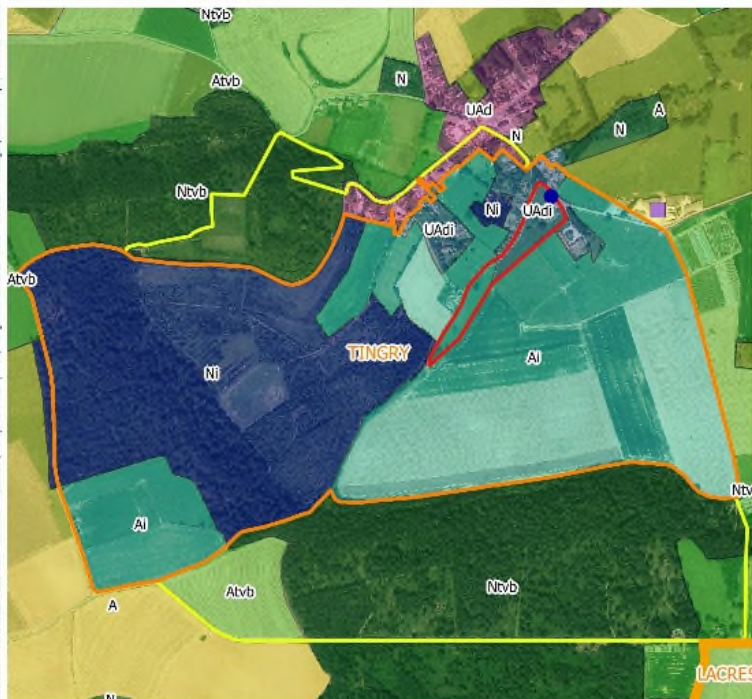 Ntvb
Atvb
N
UAd
A
N
N
Ntvb
Ni
UAdi
UAdi
Atvb
TINGRY
Ai
Ni
Ntv
Ai
Atvb
Ntvb
A
LACRES
N